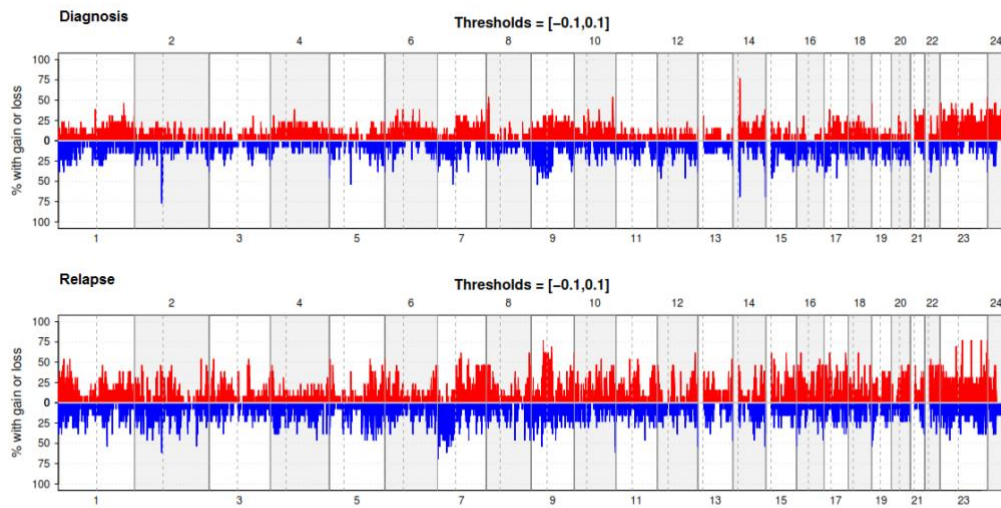 Diagnosis
Thresholds = [−0.1,0.1]
2 4 6 8 10 12 14 16 18 20 22 24
% with gain or loss
100
75
50
25
0
25
50
75
100
1 3 5 7 9 11 13 15 17 19 21 23
Relapse
Thresholds = [−0.1,0.1]
2 4 6 8 10 12 14 16 18 20 22 24
% with gain or loss
100
75
50
25
0
25
50
75
100
1 3 5 7 9 11 13 15 17 19 21 23